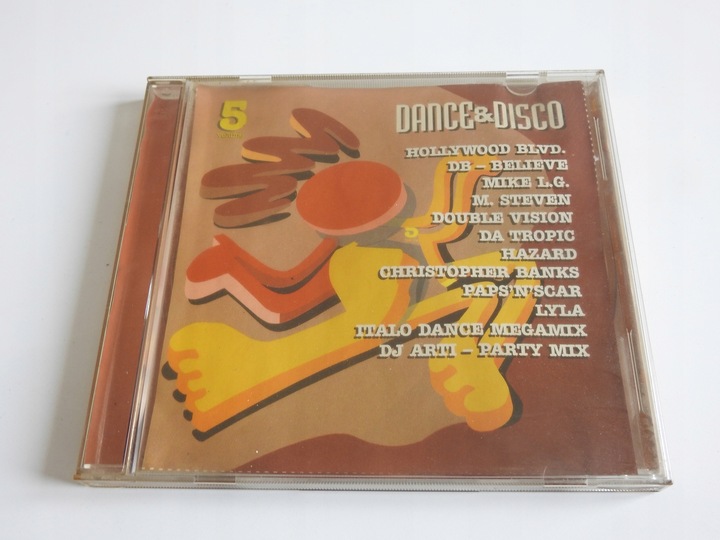 5
DANCE&DISCO
HOLLYWOOD BLVD.
DB – BELIEVE
MIKE L.G.
M. STEVEN
DOUBLE VISION
5
DA TROPIC
HAZARD
CHRISTOPHER BANKS
PAPS'N'SCAR
LYLA
ITALO DANCE MEGAMIX
DJ ARTI – PARTY MIX